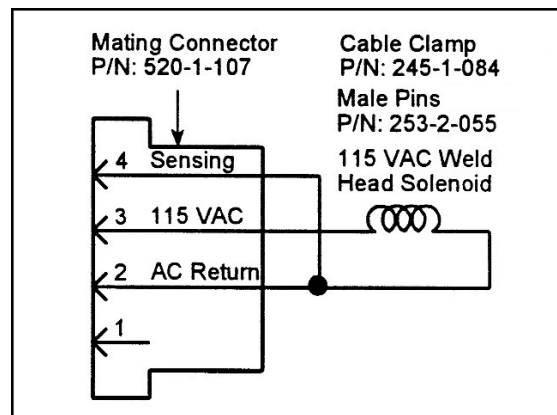 Mating Connector
P/N: 520-1-107
Cable Clamp
P/N: 245-1-084
Male Pins
P/N: 253-2-055
115 VAC Weld
Head Solenoid
4 Sensing
3 115 VAC
2 AC Return
1